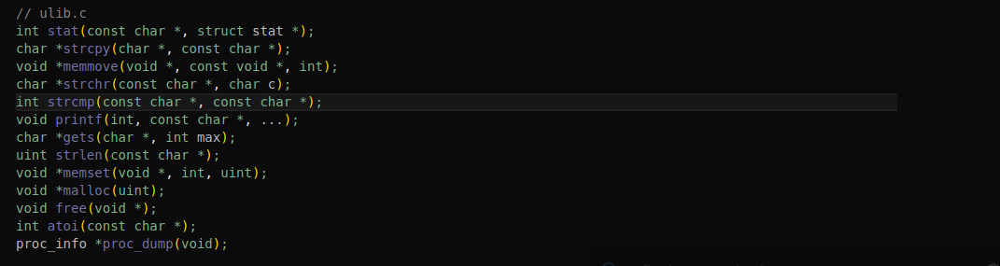 // ulib.c
int stat(const char *, struct stat *);
char *strcpy(char *, const char *);
void *memmove(void *, const void *, int);
char *strchr(const char *, char c);
int strcmp(const char *, const char *);
void printf(int, const char *, ...);
char *gets(char *, int max);
uint strlen(const char *);
void *memset(void *, int, uint);
void *malloc(uint);
void free(void *);
int atoi(const char *);
proc_info *proc_dump(void);